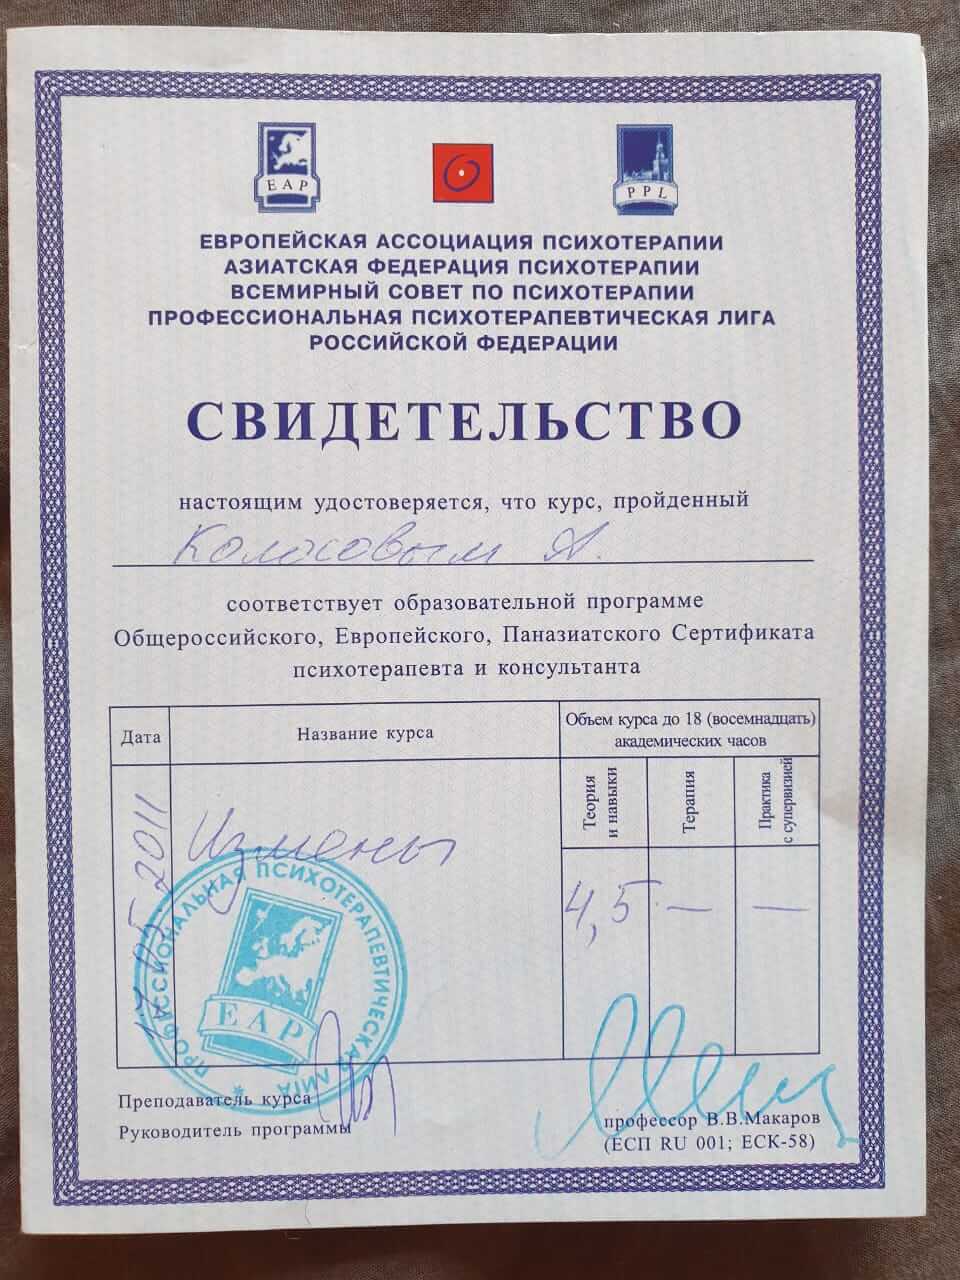 EAP
PPL
ЕВРОПЕЙСКАЯ АССОЦИАЦИЯ ПСИХОТЕРАПИИ
АЗИАТСКАЯ ФЕДЕРАЦИЯ ПСИХОТЕРАПИИ
ВСЕМИРНЫЙ СОВЕТ ПО ПСИХОТЕРАПИИ
ПРОФЕССИОНАЛЬНАЯ ПСИХОТЕРАПЕВТИЧЕСКАЯ ЛИГА
РОССИЙСКОЙ ФЕДЕРАЦИИ
СВИДЕТЕЛЬСТВО
настоящим удостоверяется, что курс, пройденный
Колосовым А.
соответствует образовательной программе
Общероссийского, Европейского, Паназиатского Сертификата
психотерапевта и консультанта
Дата
Название курса
Объем курса до 18 (восемнадцать)
академических часов
Теория
и навыки
Терапия
Практика
с супервизией
17 05 2011
Измены
4,5
—
—
ПРОФЕССИОНАЛЬНАЯ ПСИХОТЕРАПЕВТИЧЕСКАЯ ЛИГА
EAP
Преподаватель курса
Руководитель программы
профессор В.В.Макаров
(ЕСП RU 001; ЕСК-58)